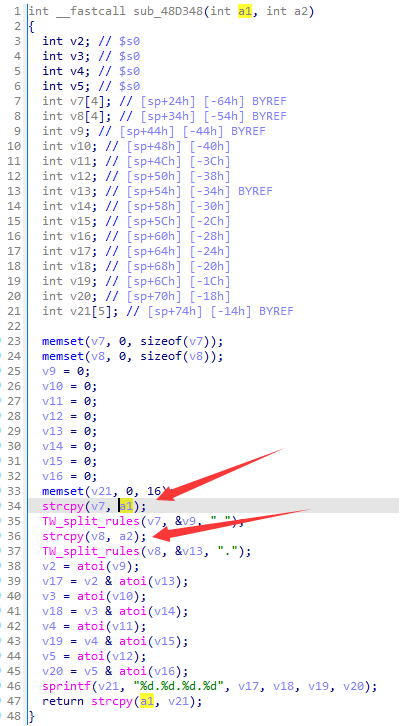 1 int __fastcall sub_48D348(int a1, int a2)
2 {
3 int v2; // $s0
4 int v3; // $s0
5 int v4; // $s0
6 int v5; // $s0
7 int v7[4]; // [sp+24h] [-64h] BYREF
8 int v8[4]; // [sp+34h] [-54h] BYREF
9 int v9; // [sp+44h] [-44h] BYREF
10 int v10; // [sp+48h] [-40h]
11 int v11; // [sp+4Ch] [-3Ch]
12 int v12; // [sp+50h] [-38h]
13 int v13; // [sp+54h] [-34h] BYREF
14 int v14; // [sp+58h] [-30h]
15 int v15; // [sp+5Ch] [-2Ch]
16 int v16; // [sp+60h] [-28h]
17 int v17; // [sp+64h] [-24h]
18 int v18; // [sp+68h] [-20h]
19 int v19; // [sp+6Ch] [-1Ch]
20 int v20; // [sp+70h] [-18h]
21 int v21[5]; // [sp+74h] [-14h] BYREF
22
23 memset(v7, 0, sizeof(v7));
24 memset(v8, 0, sizeof(v8));
25 v9 = 0;
26 v10 = 0;
27 v11 = 0;
28 v12 = 0;
29 v13 = 0;
30 v14 = 0;
31 v15 = 0;
32 v16 = 0;
33 memset(v21, 0, 16)
34 strcpy(v7, a1);
35 TW_split_rules(v7, &v9, " ");
36 strcpy(v8, a2);
37 TW_split_rules(v8, &v13, ".");
38 v2 = atoi(v9);
39 v17 = v2 & atoi(v13);
40 v3 = atoi(v10);
41 v18 = v3 & atoi(v14);
42 v4 = atoi(v11);
43 v19 = v4 & atoi(v15);
44 v5 = atoi(v12);
45 v20 = v5 & atoi(v16);
46 sprintf(v21, "%d.%d.%d.%d", v17, v18, v19, v20);
47 return strcpy(a1, v21);
48 }